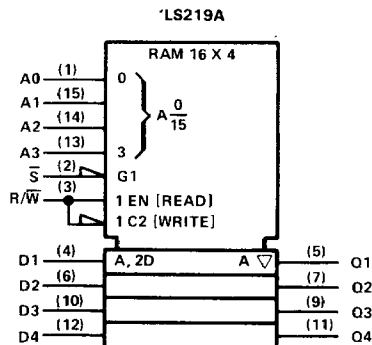 'LS219A
RAM 16 X 4
A0 (1) 0
A1 (15)
A2 (14) A 0/15
A3 (13) 3
S̅ (2) G1
R/W̅ (3) 1 EN [READ]
1 C2 [WRITE]
D1 (4) A, 2D A ▽ (5) Q1
D2 (6) (7) Q2
D3 (10) (9) Q3
D4 (12) (11) Q4